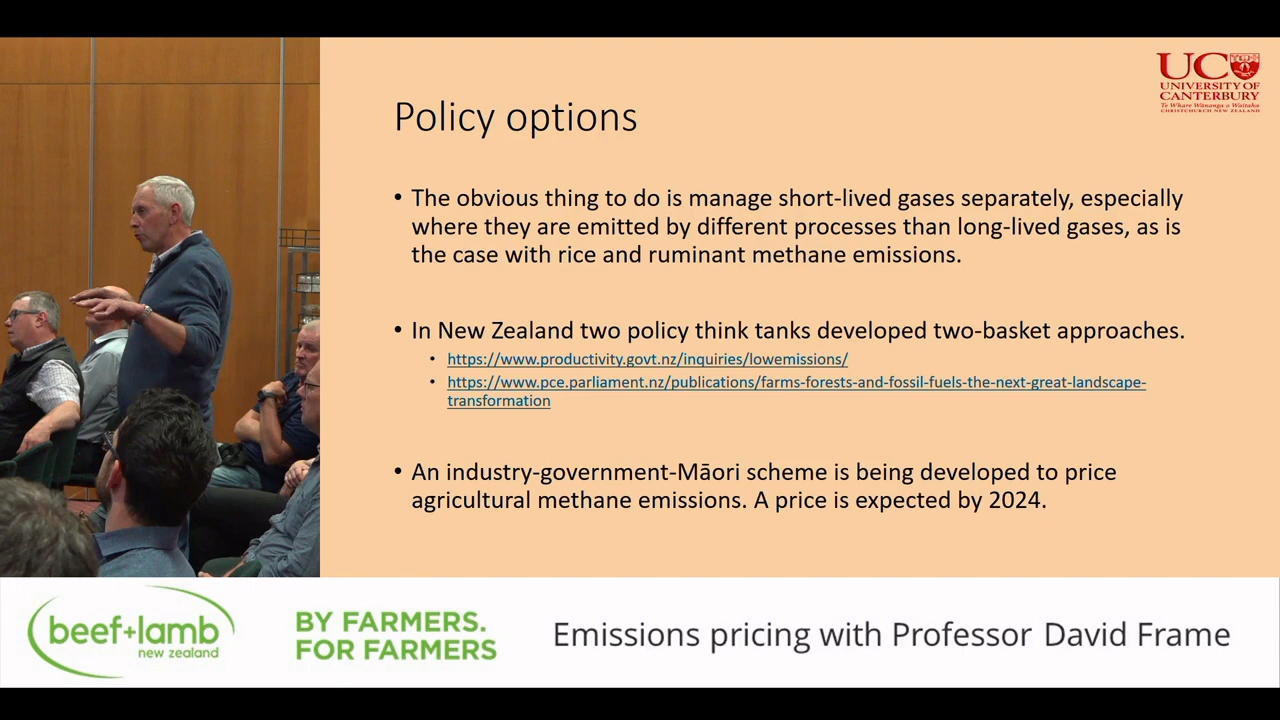 UC
UNIVERSITY OF
CANTERBURY
Te Whare Wānanga o Waitaha
CHRISTCHURCH NEW ZEALAND
Policy options
• The obvious thing to do is manage short-lived gases separately, especially
where they are emitted by different processes than long-lived gases, as is
the case with rice and ruminant methane emissions.
• In New Zealand two policy think tanks developed two-basket approaches.
• https://www.productivity.govt.nz/inquiries/lowemissions/
• https://www.pce.parliament.nz/publications/farms-forests-and-fossil-fuels-the-next-great-landscape-
transformation
• An industry-government-Māori scheme is being developed to price
agricultural methane emissions. A price is expected by 2024.
beef+lamb
new zealand
BY FARMERS.
FOR FARMERS
Emissions pricing with Professor David Frame